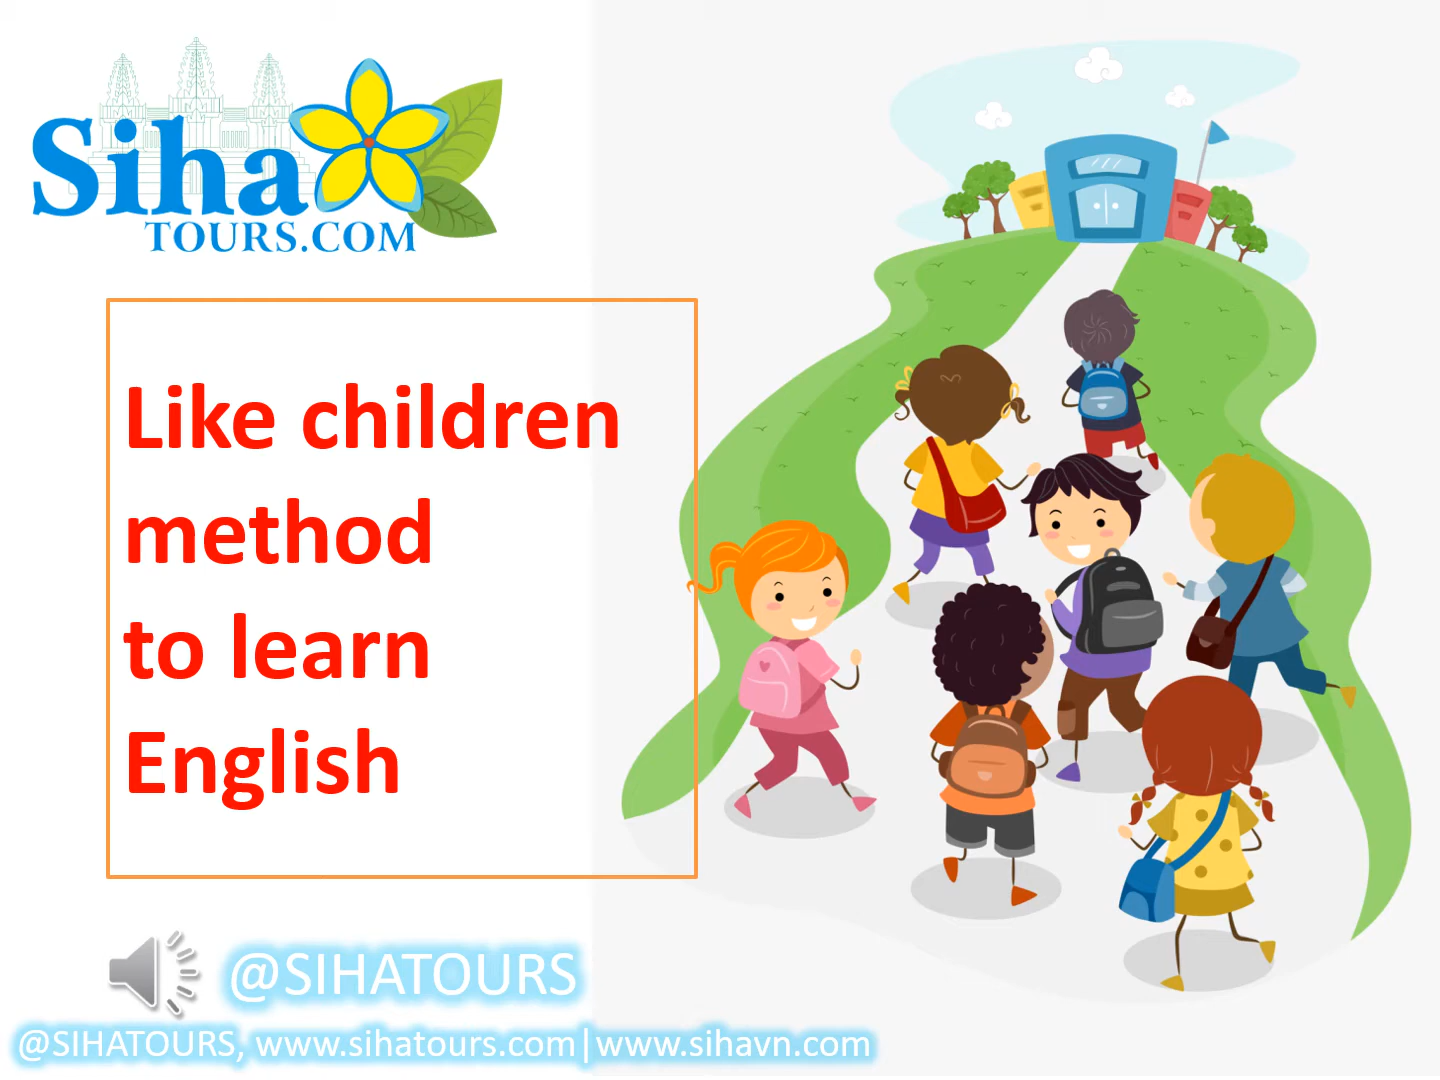 Siha
TOURS.COM
Like children
method
to learn
English
@SIHATOURS
@SIHATOURS, www.sihatours.com|www.sihavn.com